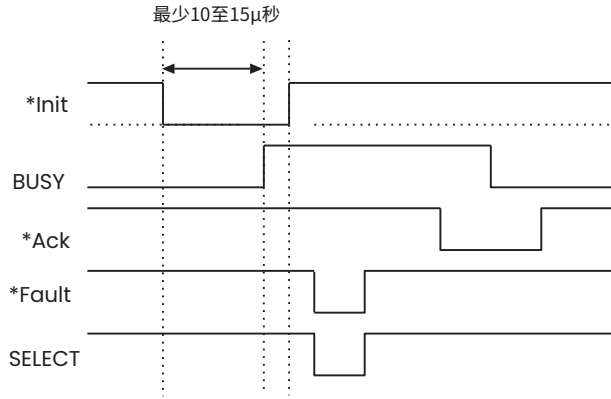 最少10至15µ秒
*Init
BUSY
*Ack
*Fault
SELECT